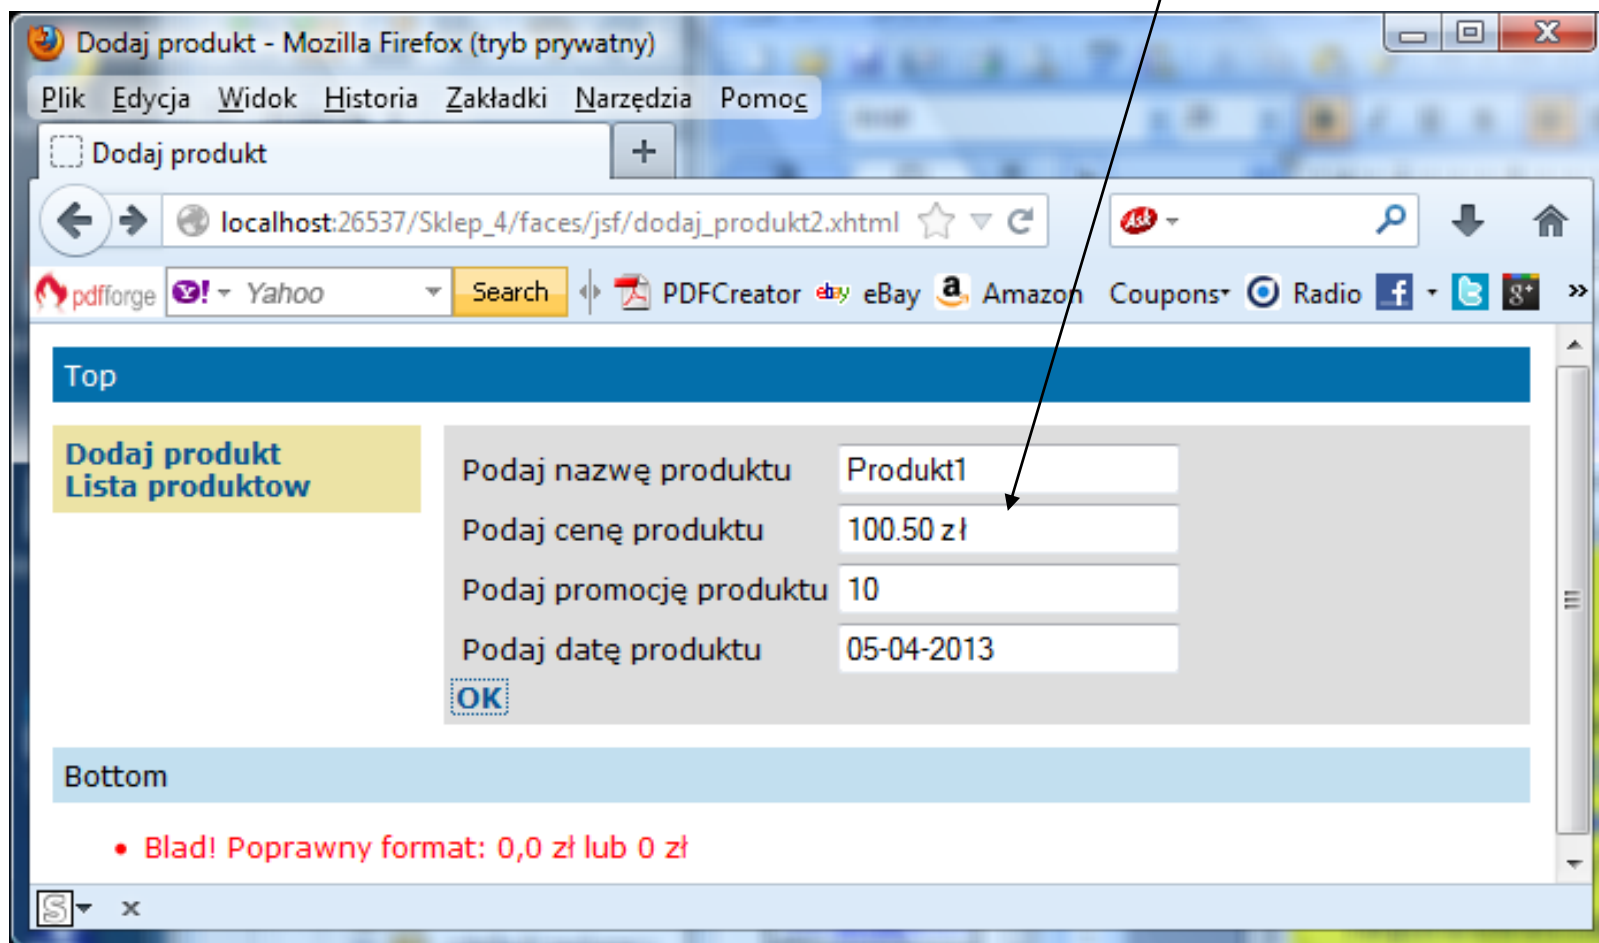 Dodaj produkt - Mozilla Firefox (tryb prywatny)
Plik Edycja Widok Historia Zakładki Narzędzia Pomoc
Dodaj produkt
localhost:26537/Sklep_4/faces/jsf/dodaj_produkt2.xhtml
Ask
pdfforge Y! Yahoo Search PDFCreator ebay eBay a Amazon Coupons Radio f g+ »
Top
Dodaj produkt
Lista produktow
Podaj nazwę produktu Produkt1
Podaj cenę produktu 100.50 zł
Podaj promocję produktu 10
Podaj datę produktu 05-04-2013
OK
Bottom
• Blad! Poprawny format: 0,0 zł lub 0 zł
S x